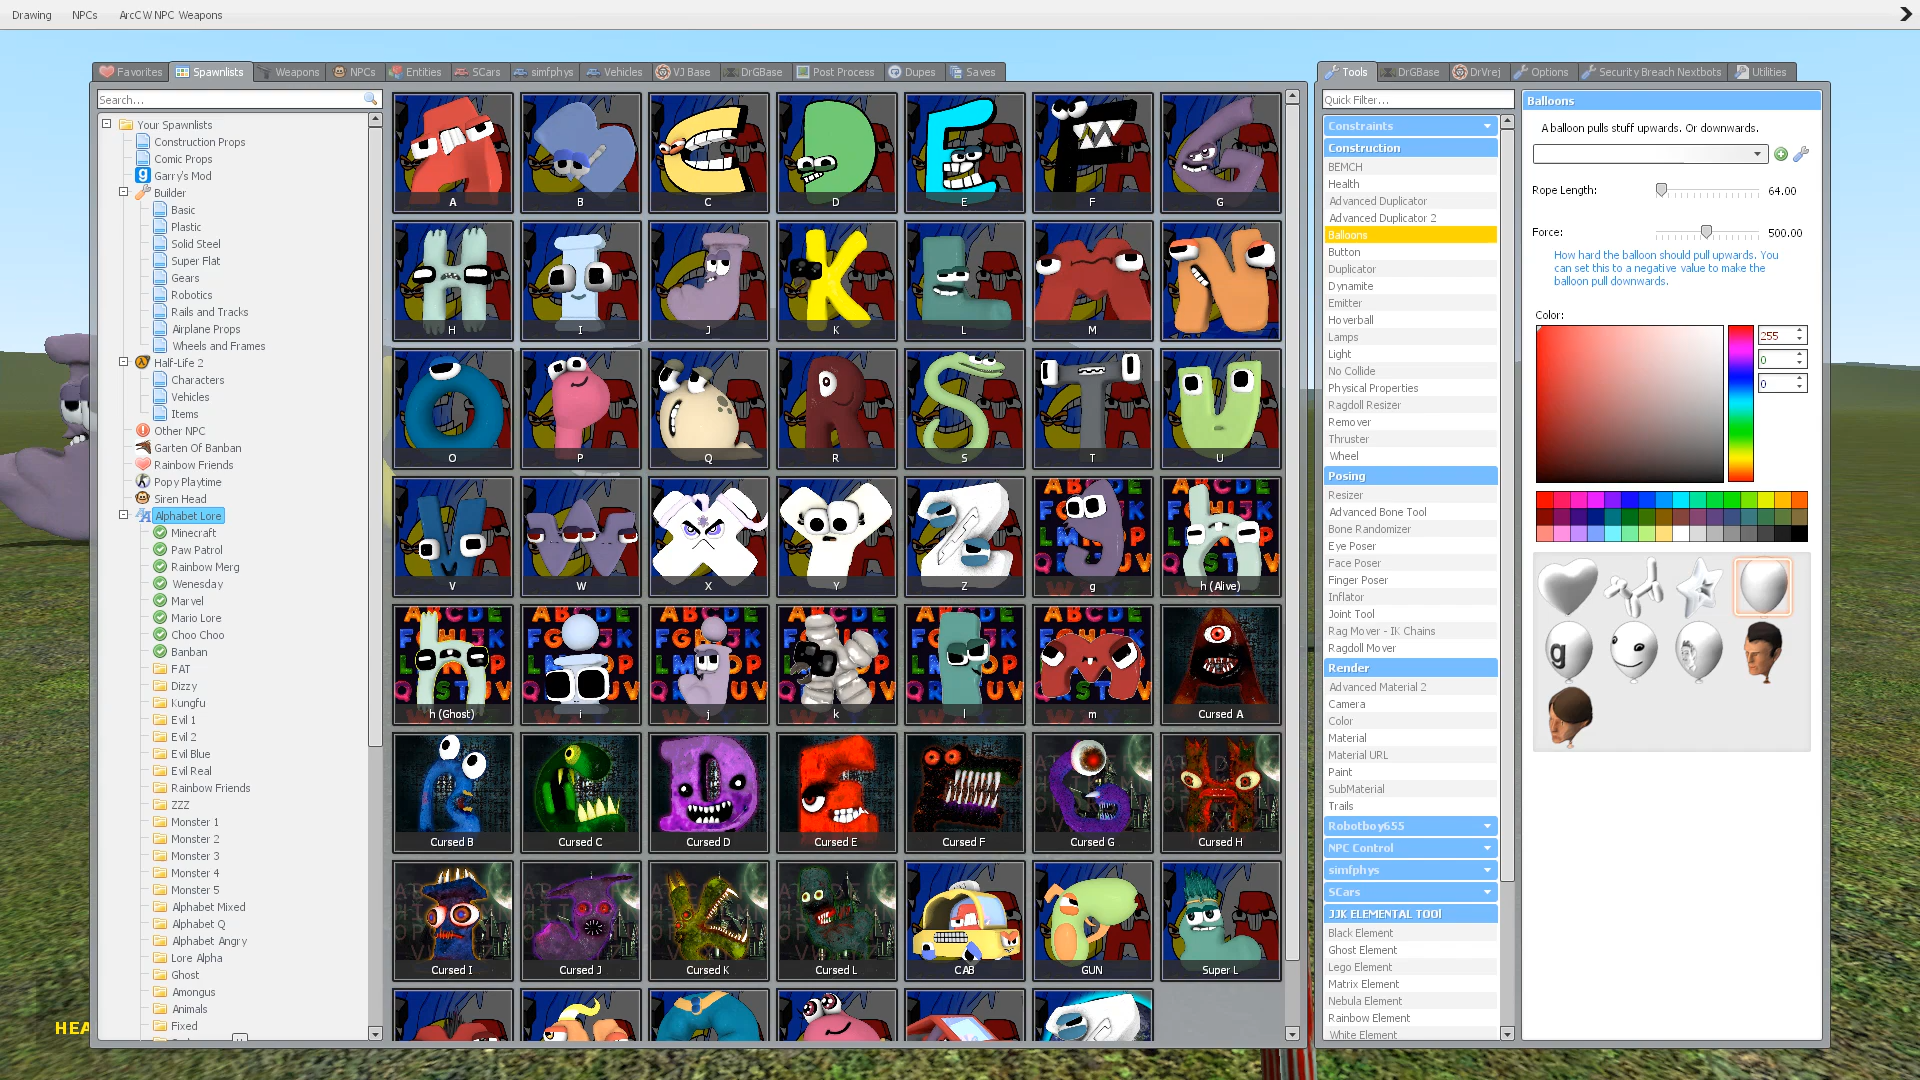 Drawing NPCs ArcCW NPC Weapons
Favorites Spawnlists Weapons NPCs Entities SCars simfphys Vehicles VJ Base DrGBase Post Process Dupes Saves
Search...
Your Spawnlists
Construction Props
Comic Props
Garry's Mod
Builder
Basic
Plastic
Solid Steel
Super Flat
Gears
Robotics
Rails and Tracks
Airplane Props
Wheels and Frames
Half-Life 2
Characters
Vehicles
Items
Other NPC
Garten Of Banban
Rainbow Friends
Popy Playtime
Siren Head
Alphabet Lore
Minecraft
Paw Patrol
Rainbow Merg
Wenesday
Marvel
Mario Lore
Choo Choo
Banban
FAT
Dizzy
Kungfu
Evil 1
Evil 2
Evil Blue
Evil Real
Rainbow Friends
ZZZ
Monster 1
Monster 2
Monster 3
Monster 4
Monster 5
Alphabet Mixed
Alphabet Q
Alphabet Angry
Lore Alpha
Ghost
Amongus
Animals
Fixed
HEA
A B C D E F G
H I J K L M N
O P Q R S T U
V W X Y Z g h (Alive)
h (Ghost) i j k l m Cursed A
Cursed B Cursed C Cursed D Cursed E Cursed F Cursed G Cursed H
Cursed I Cursed J Cursed K Cursed L CAB GUN Super L
Tools DrGBase DrVrej Options Security Breach Nextbots Utilities
Quick Filter...
Constraints
Construction
BEMCH
Health
Advanced Duplicator
Advanced Duplicator 2
Balloons
Button
Duplicator
Dynamite
Emitter
Hoverball
Lamps
Light
No Collide
Physical Properties
Ragdoll Resizer
Remover
Thruster
Wheel
Posing
Resizer
Advanced Bone Tool
Bone Randomizer
Eye Poser
Face Poser
Finger Poser
Inflator
Joint Tool
Rag Mover - IK Chains
Ragdoll Mover
Render
Advanced Material 2
Camera
Color
Material
Material URL
Paint
SubMaterial
Trails
Robotboy655
NPC Control
simfphys
SCars
JJK ELEMENTAL TOOl
Black Element
Ghost Element
Lego Element
Matrix Element
Nebula Element
Rainbow Element
White Element
Balloons
A balloon pulls stuff upwards. Or downwards.
Rope Length: 64.00
Force: 500.00
How hard the balloon should pull upwards. You
can set this to a negative value to make the
balloon pull downwards.
Color:
255
0
0